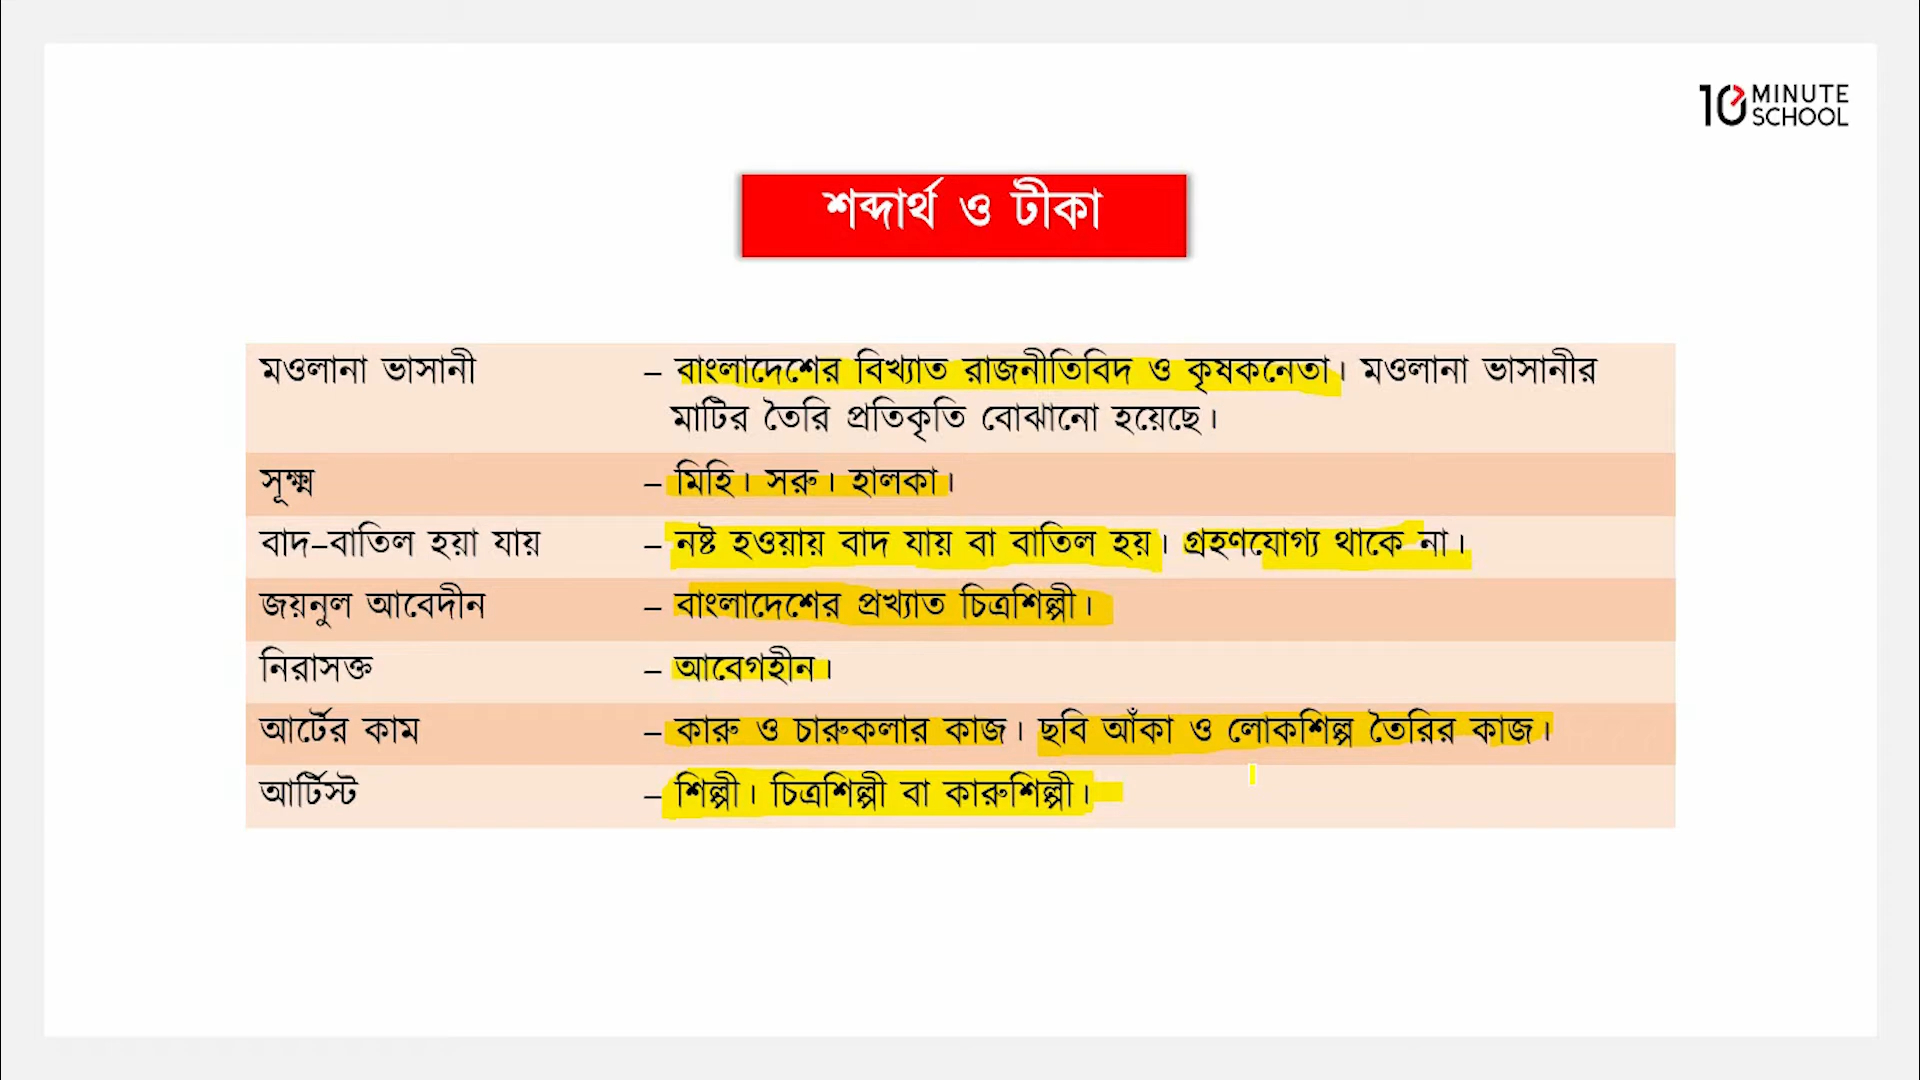 10 MINUTE
SCHOOL
শব্দার্থ ও টীকা
মওলানা ভাসানী – বাংলাদেশের বিখ্যাত রাজনীতিবিদ ও কৃষকনেতা। মওলানা ভাসানীর
মাটির তৈরি প্রতিকৃতি বোঝানো হয়েছে।
সূক্ষ্ম – মিহি। সরু। হালকা।
বাদ-বাতিল হয়া যায় – নষ্ট হওয়ায় বাদ যায় বা বাতিল হয়। গ্রহণযোগ্য থাকে না।
জয়নুল আবেদীন – বাংলাদেশের প্রখ্যাত চিত্রশিল্পী।
নিরাসক্ত – আবেগহীন।
আর্টের কাম – কারু ও চারুকলার কাজ। ছবি আঁকা ও লোকশিল্প তৈরির কাজ।
আর্টিস্ট – শিল্পী। চিত্রশিল্পী বা কারুশিল্পী।